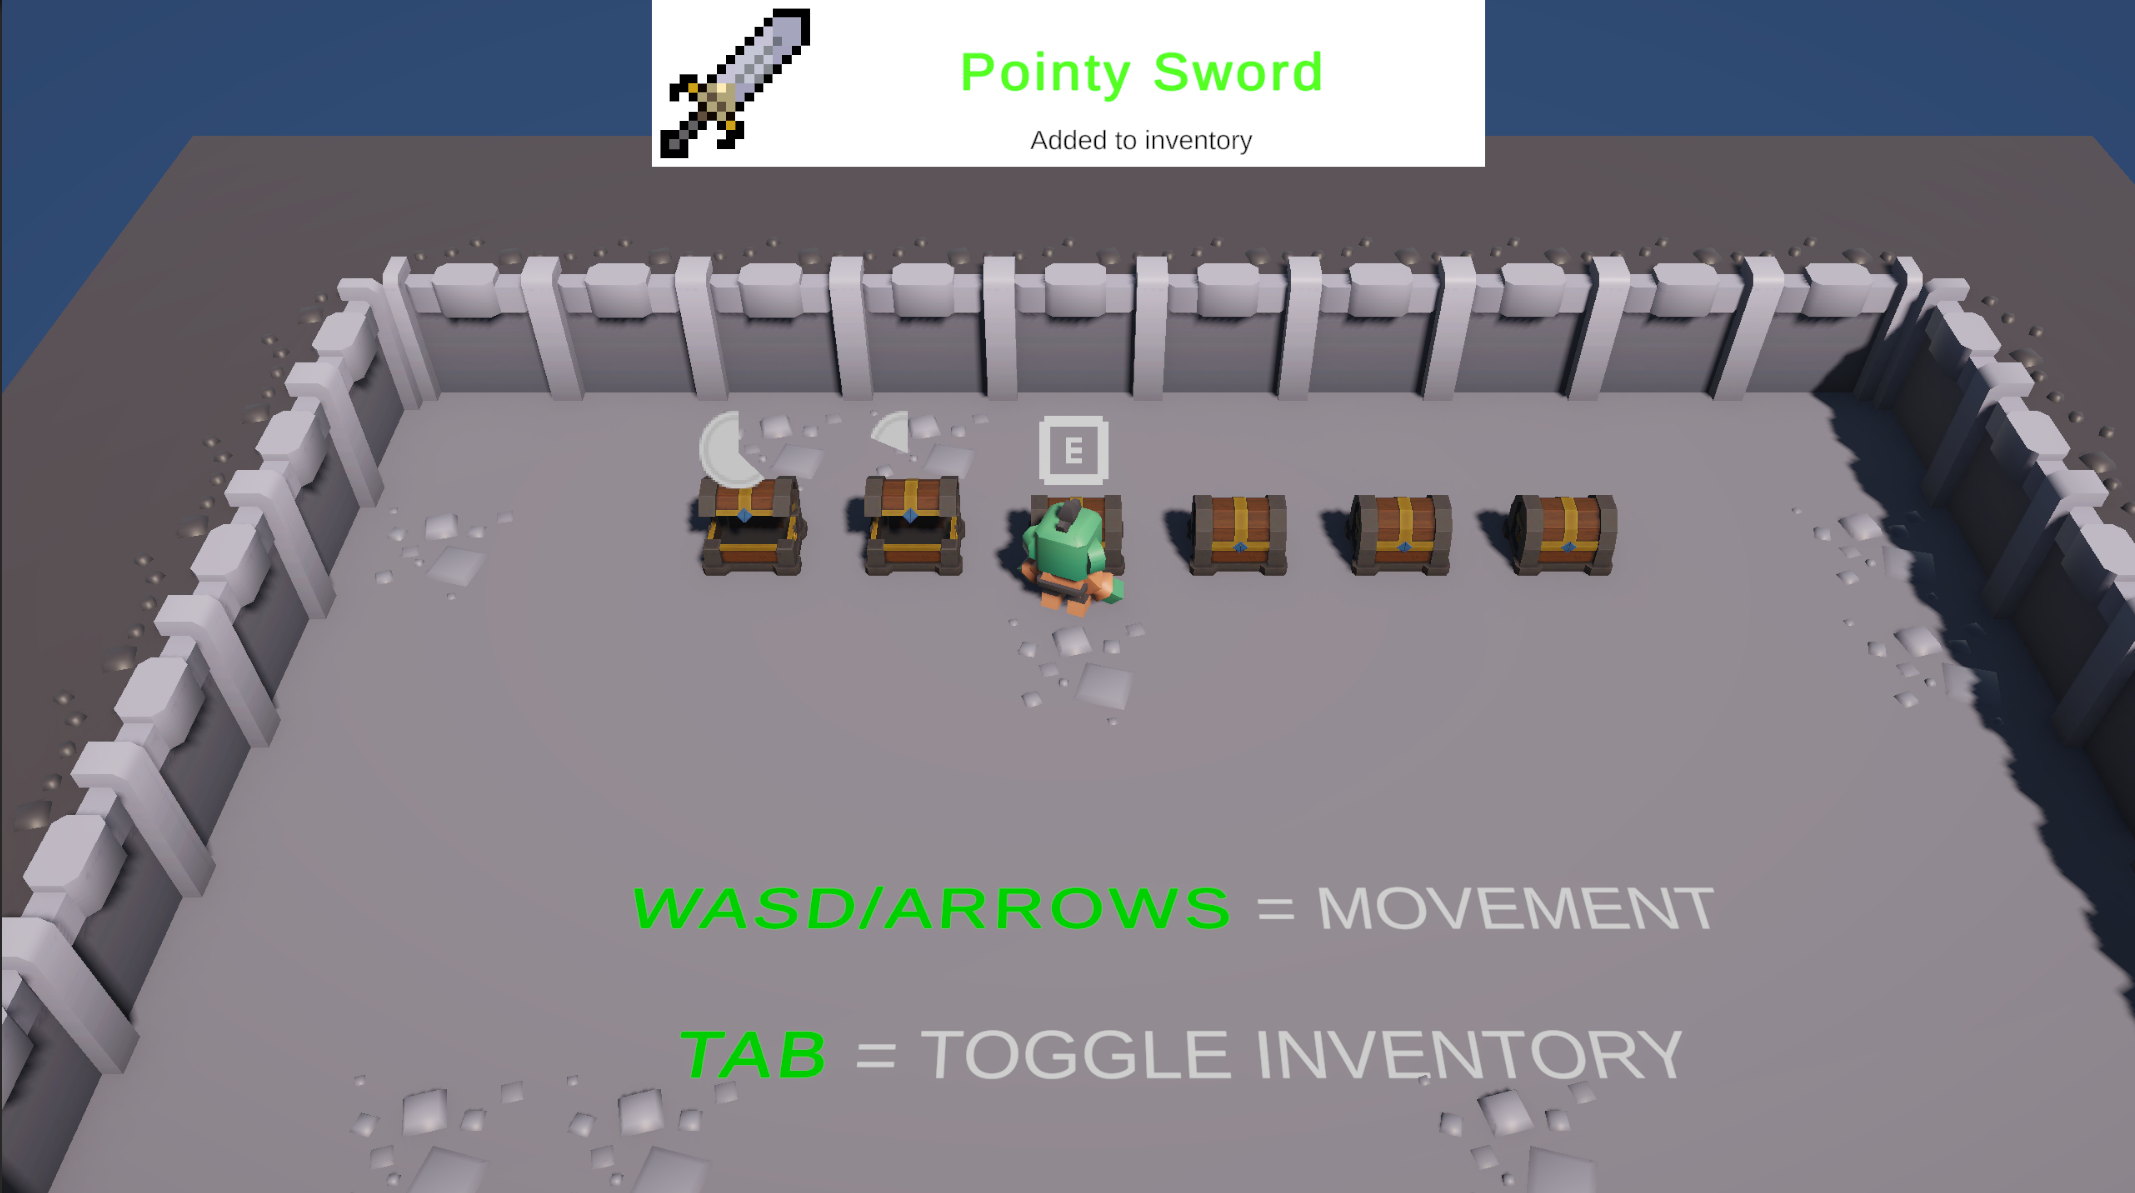 Pointy Sword
Added to inventory
E
WASD/ARROWS = MOVEMENT
TAB = TOGGLE INVENTORY